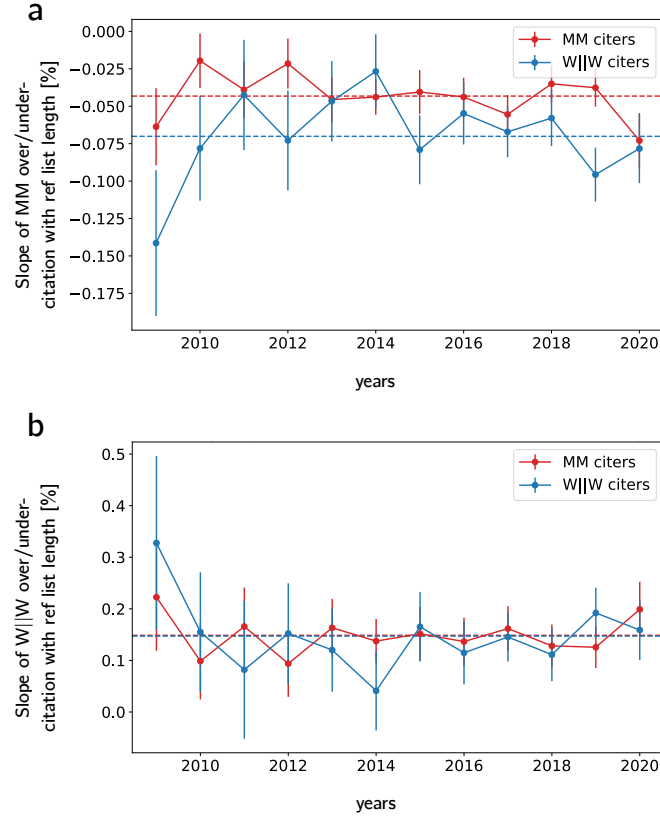 a
Slope of MM over/under-
citation with ref list length [%]
0.000
−0.025
−0.050
−0.075
−0.100
−0.125
−0.150
−0.175
MM citers
W||W citers
2010 2012 2014 2016 2018 2020
years
b
Slope of W||W over/under-
citation with ref list length [%]
0.5
0.4
0.3
0.2
0.1
0.0
MM citers
W||W citers
2010 2012 2014 2016 2018 2020
years